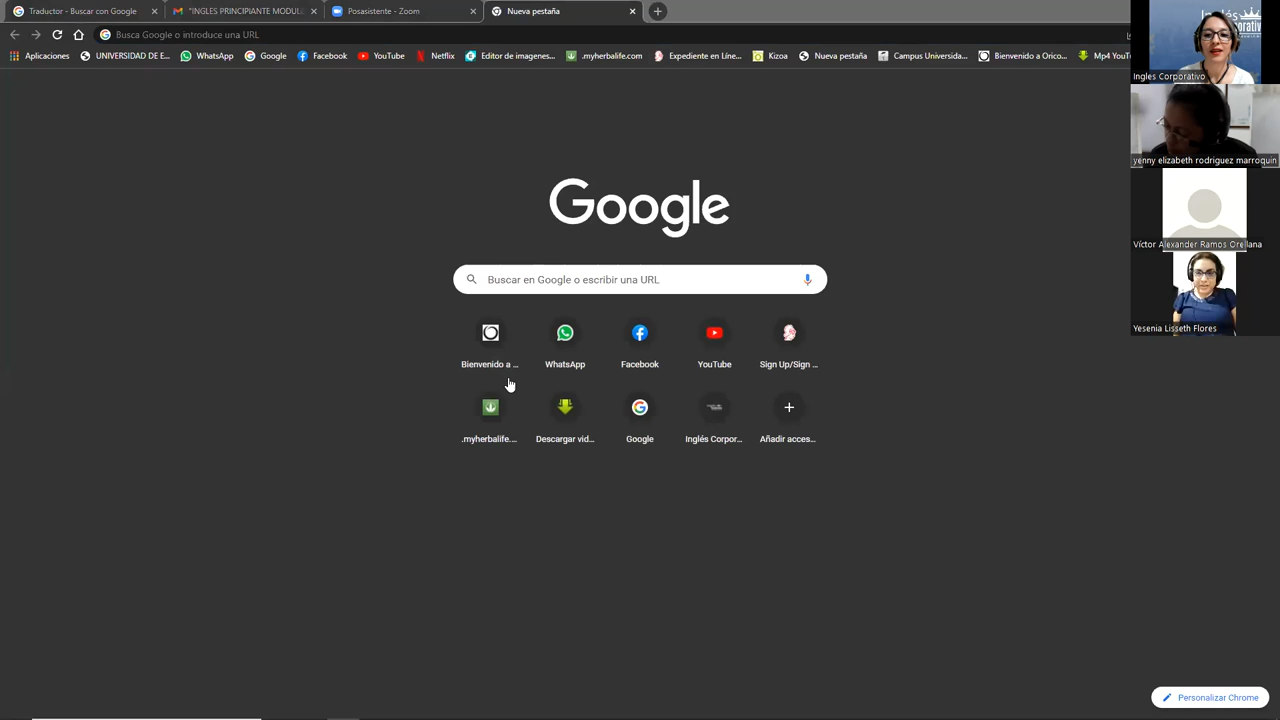 Traductor - Buscar con Google
"INGLES PRINCIPIANTE MODUL
Posasistente - Zoom
Nueva pestaña
Busca Google o introduce una URL
Aplicaciones
UNIVERSIDAD DE E...
WhatsApp
Google
Facebook
YouTube
Netflix
Editor de imagenes...
.myherbalife.com
Expediente en Líne...
Kizoa
Nueva pestaña
Campus Universida...
Bienvenido a Orico...
Mp4 YouT
Inglés
Ingles Corporativo
yenny elizabeth rodriguez marroquin
Víctor Alexander Ramos Orellana
Yesenia Lisseth Flores
Google
Buscar en Google o escribir una URL
Bienvenido a ...
WhatsApp
Facebook
YouTube
Sign Up/Sign ...
.myherbalife....
Descargar vid...
Google
Inglés Corpor...
Añadir acces...
Personalizar Chrome